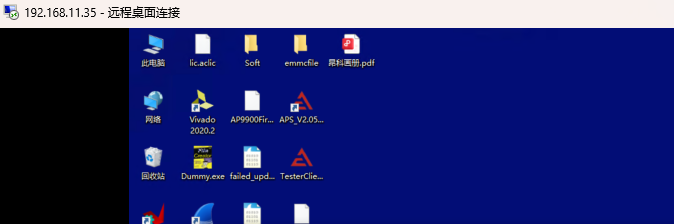 192.168.11.35 - 远程桌面连接
此电脑
lic.aclic
Soft
emmcfile
昂科画册.pdf
网络
Vivado
2020.2
AP9900Fir...
APS_V2.05...
回收站
Dummy.exe
failed_upd...
TesterClie...